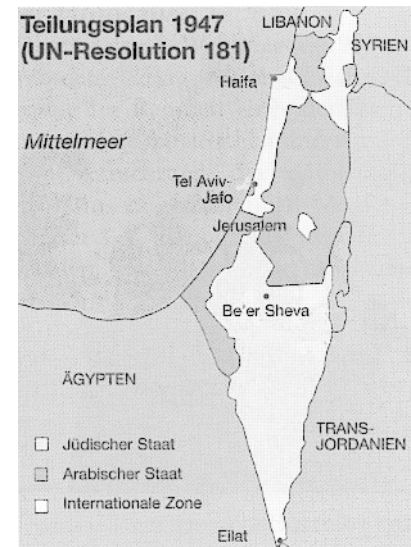 Teilungsplan 1947
(UN-Resolution 181)
LIBANON
SYRIEN
Haifa
Mittelmeer
Tel Aviv-
Jafo
Jerusalem
Be'er Sheva
ÄGYPTEN
TRANS-
JORDANIEN
Jüdischer Staat
Arabischer Staat
Internationale Zone
Eilat